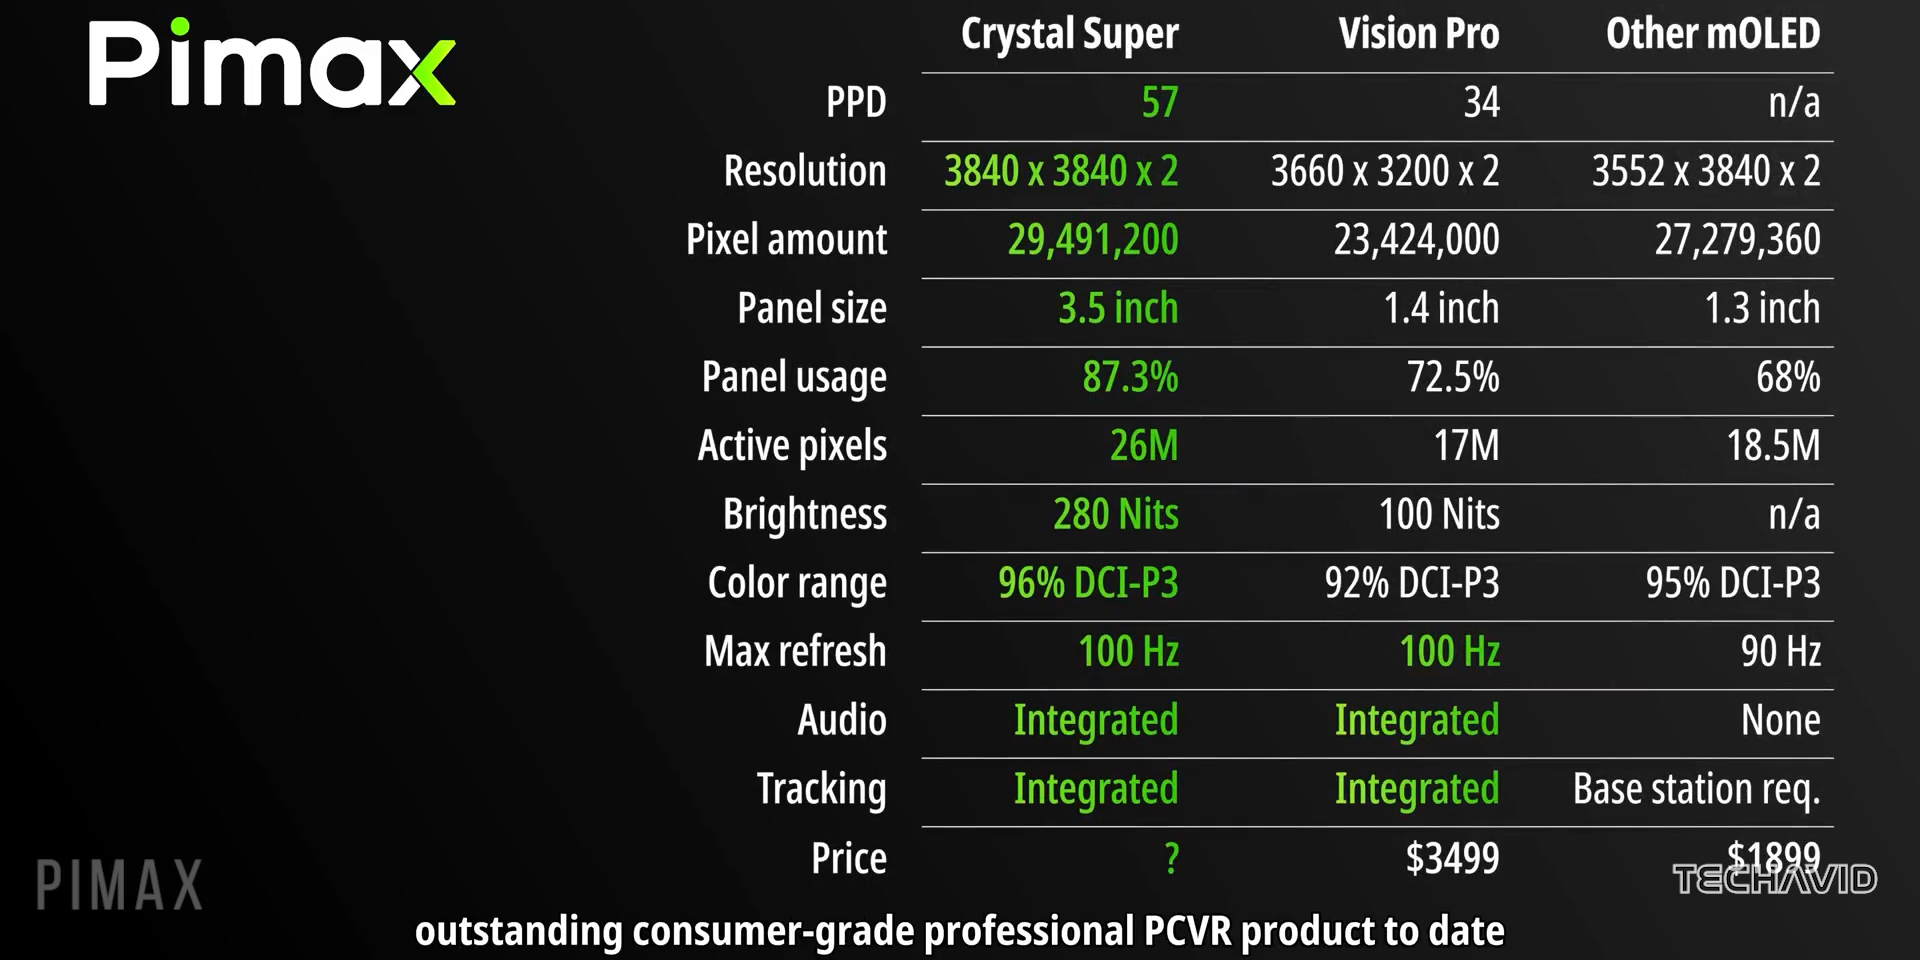 Pimax
Crystal Super Vision Pro Other mOLED
PPD 57 34 n/a
Resolution 3840 x 3840 x 2 3660 x 3200 x 2 3552 x 3840 x 2
Pixel amount 29,491,200 23,424,000 27,279,360
Panel size 3.5 inch 1.4 inch 1.3 inch
Panel usage 87.3% 72.5% 68%
Active pixels 26M 17M 18.5M
Brightness 280 Nits 100 Nits n/a
Color range 96% DCI-P3 92% DCI-P3 95% DCI-P3
Max refresh 100 Hz 100 Hz 90 Hz
Audio Integrated Integrated None
Tracking Integrated Integrated Base station req.
Price ? $3499 $1899
PIMAX
TECHAVID
outstanding consumer-grade professional PCVR product to date